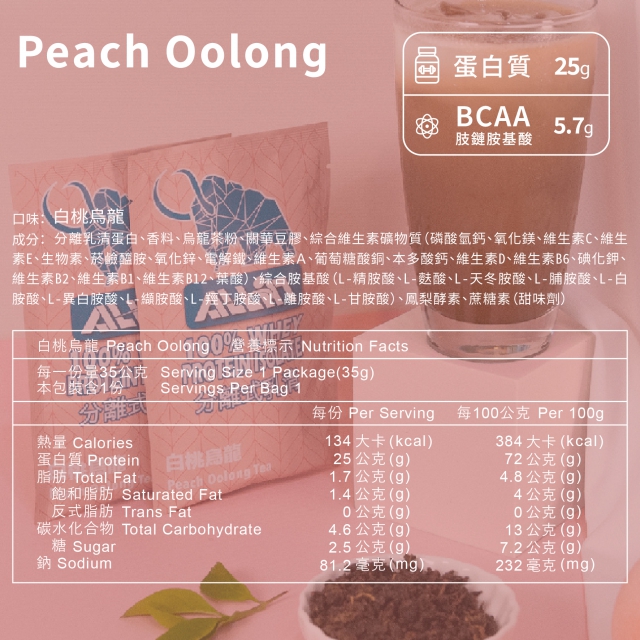 Peach Oolong
蛋白質 25g
BCAA
肢鏈胺基酸 5.7g
口味：白桃烏龍
成分：分離乳清蛋白、香料、烏龍茶粉、關華豆膠、綜合維生素礦物質(磷酸氫鈣、氧化鎂、維生素C、維生
素E、生物素、菸鹼醯胺、氧化鋅、電解鐵、維生素A、葡萄糖酸銅、本多酸鈣、維生素D、維生素B6、碘化鉀、
維生素B2、維生素B1、維生素B12、葉酸)、綜合胺基酸(L-精胺酸、L-麩酸、L-天冬胺酸、L-脯胺酸、L-白
胺酸、L-異白胺酸、L-纈胺酸、L-羥丁胺酸、L-離胺酸、L-甘胺酸)、鳳梨酵素、蔗糖素(甜味劑)
白桃烏龍 Peach Oolong 營養標示 Nutrition Facts
每一份量35公克 Serving Size 1 Package(35g)
本包裝含1份 Servings Per Bag 1
每份 Per Serving 每100公克 Per 100g
熱量 Calories 134 大卡(kcal) 384 大卡(kcal)
蛋白質 Protein 25 公克(g) 72 公克(g)
脂肪 Total Fat 1.7 公克(g) 4.8 公克(g)
飽和脂肪 Saturated Fat 1.4 公克(g) 4 公克(g)
反式脂肪 Trans Fat 0 公克(g) 0 公克(g)
碳水化合物 Total Carbohydrate 4.6 公克(g) 13 公克(g)
糖 Sugar 2.5 公克(g) 7.2 公克(g)
鈉 Sodium 81.2 毫克(mg) 232 毫克(mg)
100% WHEY
分離式
白桃烏龍
Peach Oolong Tea